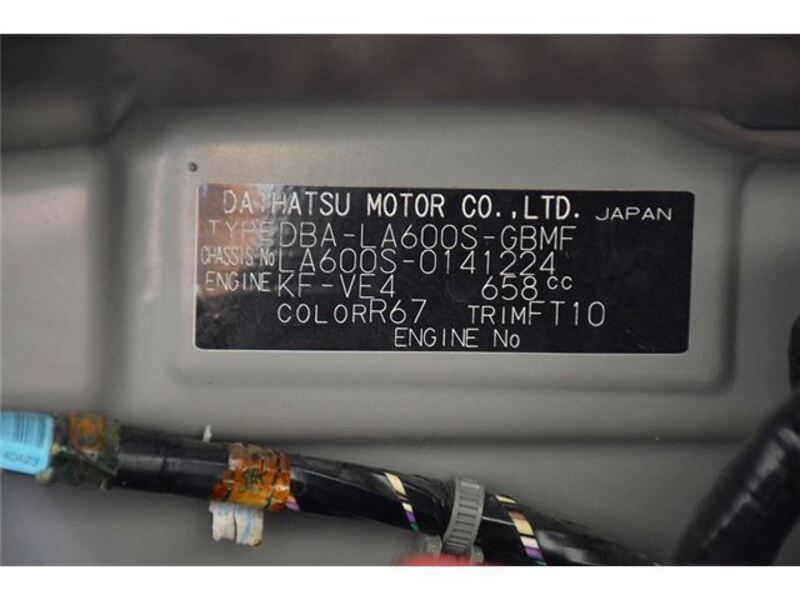 DAIHATSU MOTOR CO.,LTD. JAPAN
TYPE DBA-LA600S-GBMF
CHASSIS No LA600S-0141224
ENGINE KF-VE4 658cc
COLOR R67 TRIM FT10
ENGINE No